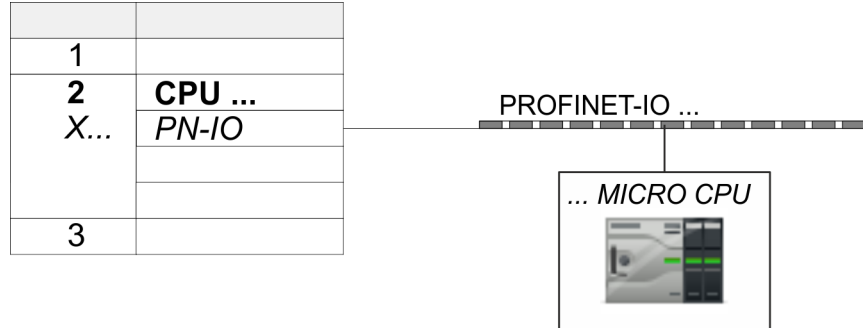 1
2 CPU ...
X... PN-IO
3
PROFINET-IO ...
... MICRO CPU